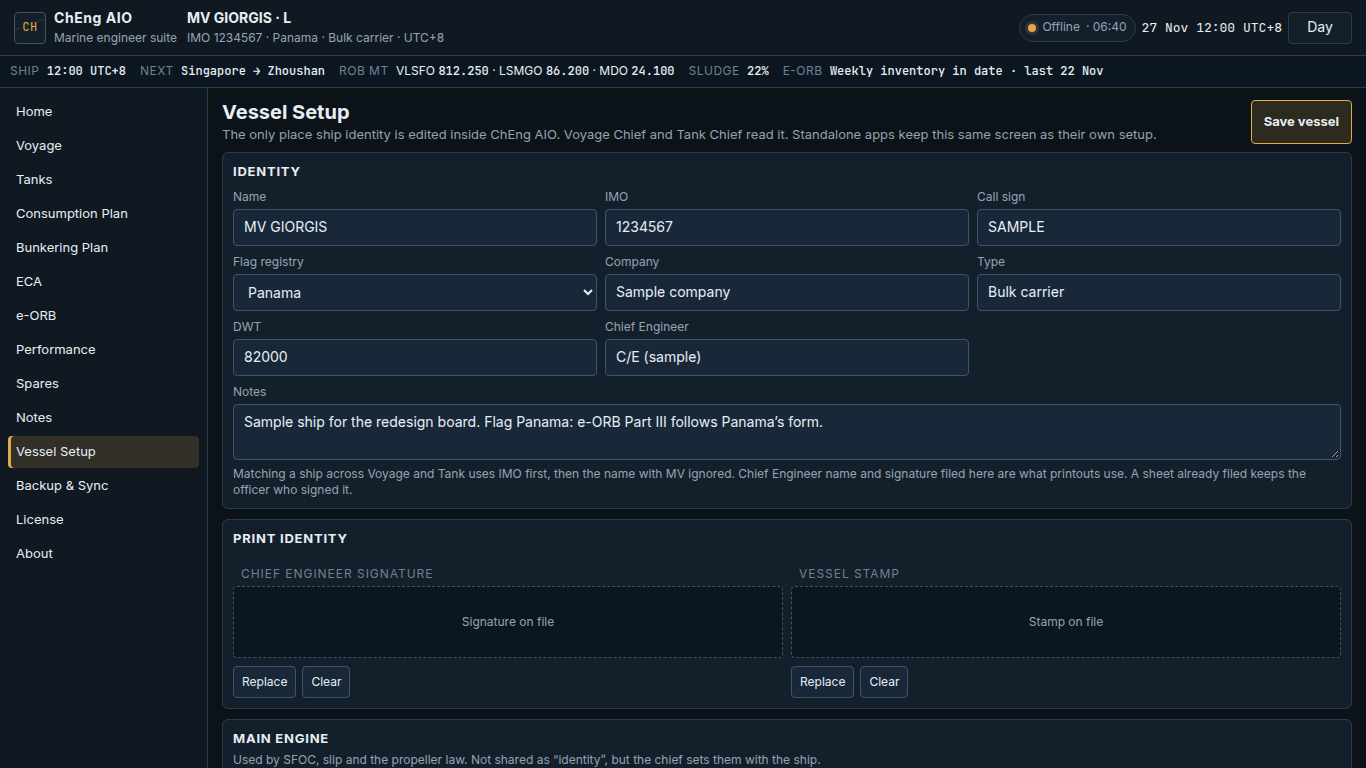 CH
ChEng AIO
Marine engineer suite
MV GIORGIS · L
IMO 1234567 · Panama · Bulk carrier · UTC+8
Offline · 06:40
27 Nov 12:00 UTC+8
Day
SHIP 12:00 UTC+8 NEXT Singapore → Zhoushan ROB MT VLSFO 812.250 · LSMGO 86.200 · MDO 24.100 SLUDGE 22% E-ORB Weekly inventory in date · last 22 Nov
Home
Voyage
Tanks
Consumption Plan
Bunkering Plan
ECA
e-ORB
Performance
Spares
Notes
Vessel Setup
Backup & Sync
License
About
Vessel Setup
The only place ship identity is edited inside ChEng AIO. Voyage Chief and Tank Chief read it. Standalone apps keep this same screen as their own setup.
Save vessel
IDENTITY
Name IMO Call sign
MV GIORGIS 1234567 SAMPLE
Flag registry Company Type
Panama Sample company Bulk carrier
DWT Chief Engineer
82000 C/E (sample)
Notes
Sample ship for the redesign board. Flag Panama: e-ORB Part III follows Panama’s form.
Matching a ship across Voyage and Tank uses IMO first, then the name with MV ignored. Chief Engineer name and signature filed here are what printouts use. A sheet already filed keeps the
officer who signed it.
PRINT IDENTITY
CHIEF ENGINEER SIGNATURE VESSEL STAMP
Signature on file Stamp on file
Replace Clear Replace Clear
MAIN ENGINE
Used by SFOC, slip and the propeller law. Not shared as “identity”, but the chief sets them with the ship.